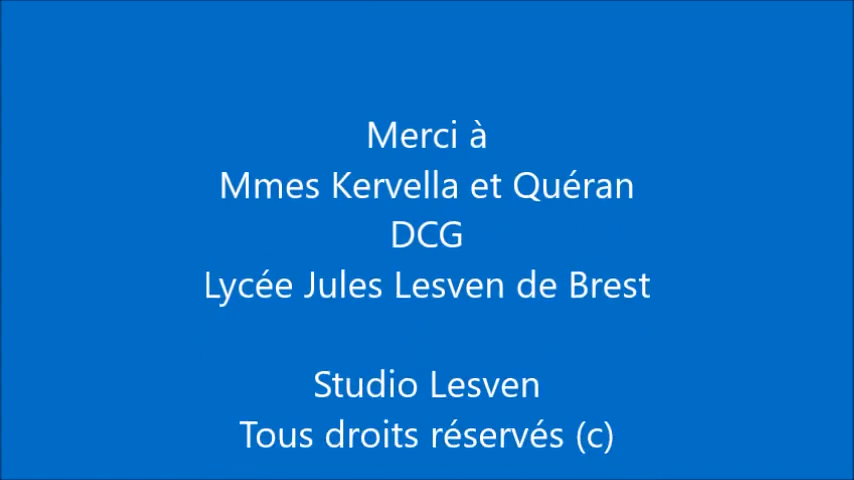 Merci à
Mmes Kervella et Quéran
DCG
Lycée Jules Lesven de Brest
Studio Lesven
Tous droits réservés (c)